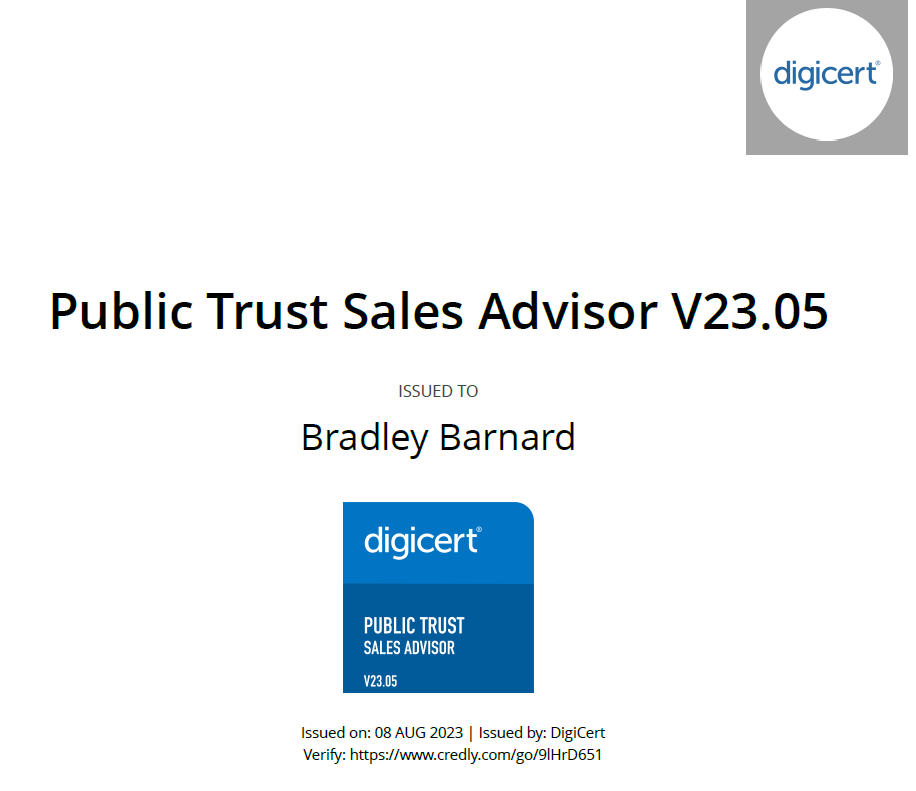 digicert®
Public Trust Sales Advisor V23.05
ISSUED TO
Bradley Barnard
digicert®
PUBLIC TRUST
SALES ADVISOR
V23.05
Issued on: 08 AUG 2023 | Issued by: DigiCert
Verify: https://www.credly.com/go/9lHrD651